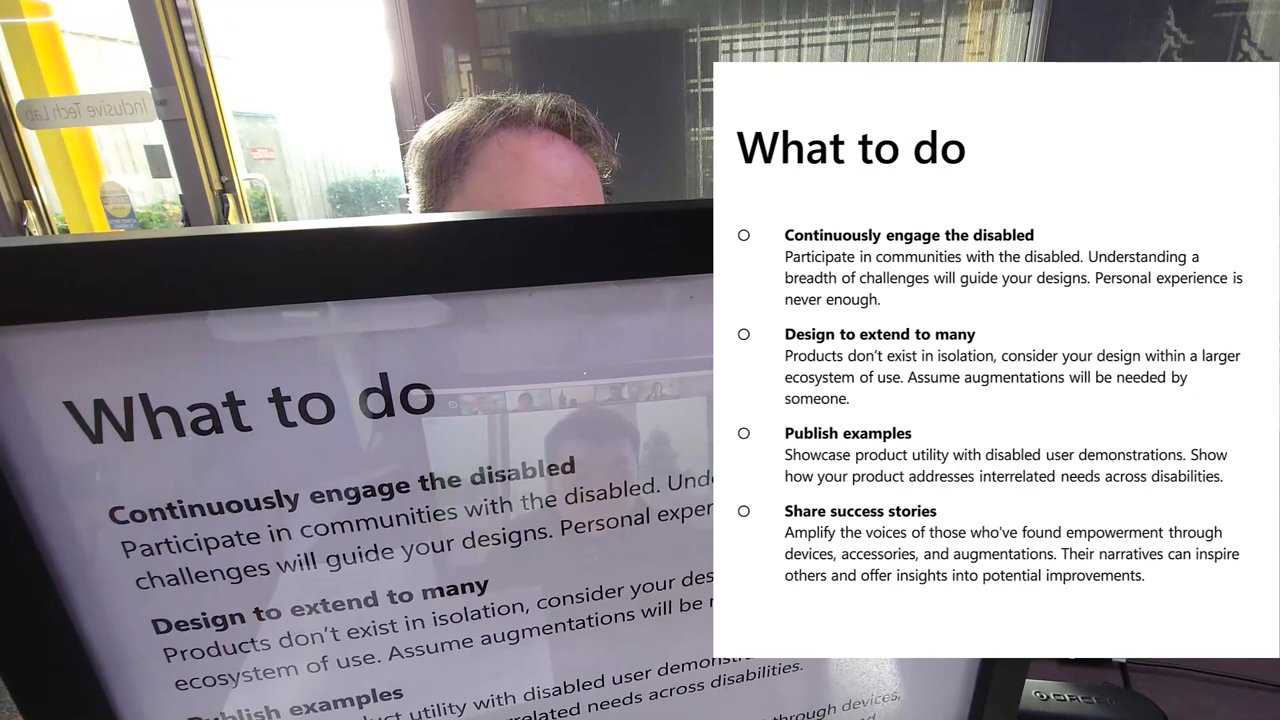 Inclusive Tech Lab
What to do
Continuously engage the disabled
Participate in communities with the disabled. Und
challenges will guide your designs. Personal exper
Design to extend to many
Products don't exist in isolation, consider your des
ecosystem of use. Assume augmentations will be
Publish examples
utility with disabled user
needs across disabilities.
through devices,
What to do
○ Continuously engage the disabled
Participate in communities with the disabled. Understanding a
breadth of challenges will guide your designs. Personal experience is
never enough.
○ Design to extend to many
Products don't exist in isolation, consider your design within a larger
ecosystem of use. Assume augmentations will be needed by
someone.
○ Publish examples
Showcase product utility with disabled user demonstrations. Show
how your product addresses interrelated needs across disabilities.
○ Share success stories
Amplify the voices of those who've found empowerment through
devices, accessories, and augmentations. Their narratives can inspire
others and offer insights into potential improvements.